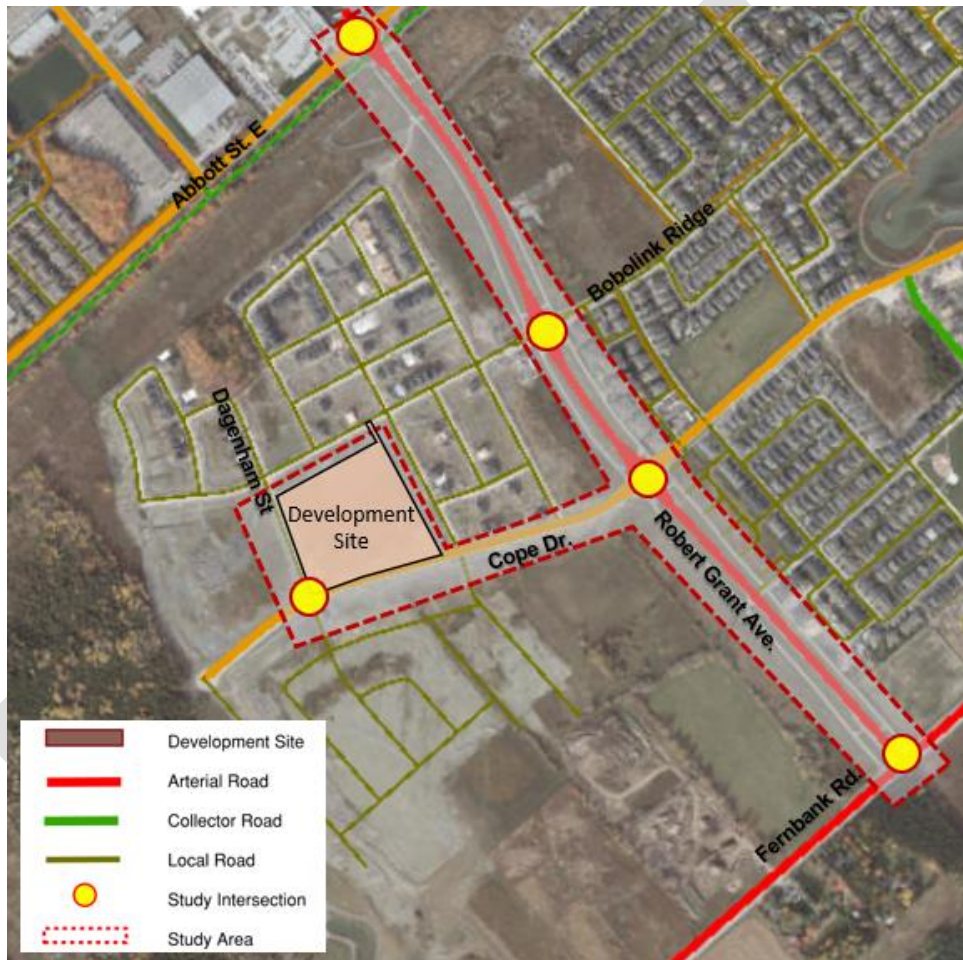 Abbott St. E
Bobolink Ridge
Dagenham St
Development
Site
Cope Dr.
Robert Grant Ave.
Fernbank Rd.
Development Site
Arterial Road
Collector Road
Local Road
Study Intersection
Study Area